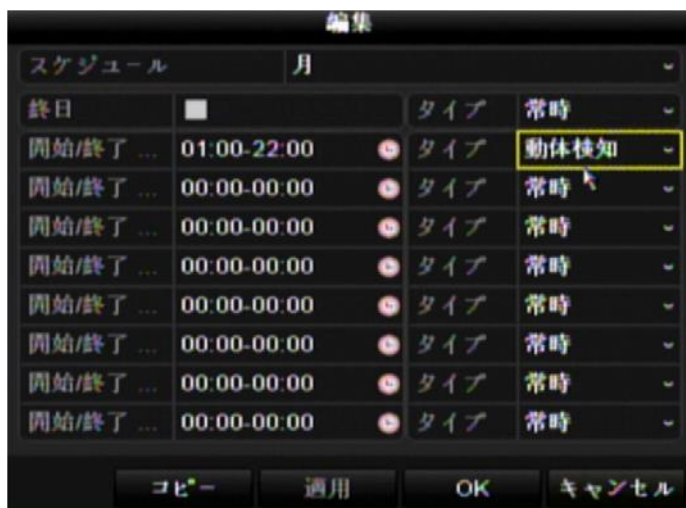 編集
スケジュール 月
終日 タイプ 常時
開始/終了 ... 01:00-22:00 タイプ 動体検知
開始/終了 ... 00:00-00:00 タイプ 常時
開始/終了 ... 00:00-00:00 タイプ 常時
開始/終了 ... 00:00-00:00 タイプ 常時
開始/終了 ... 00:00-00:00 タイプ 常時
開始/終了 ... 00:00-00:00 タイプ 常時
開始/終了 ... 00:00-00:00 タイプ 常時
開始/終了 ... 00:00-00:00 タイプ 常時
コピー 適用 OK キャンセル